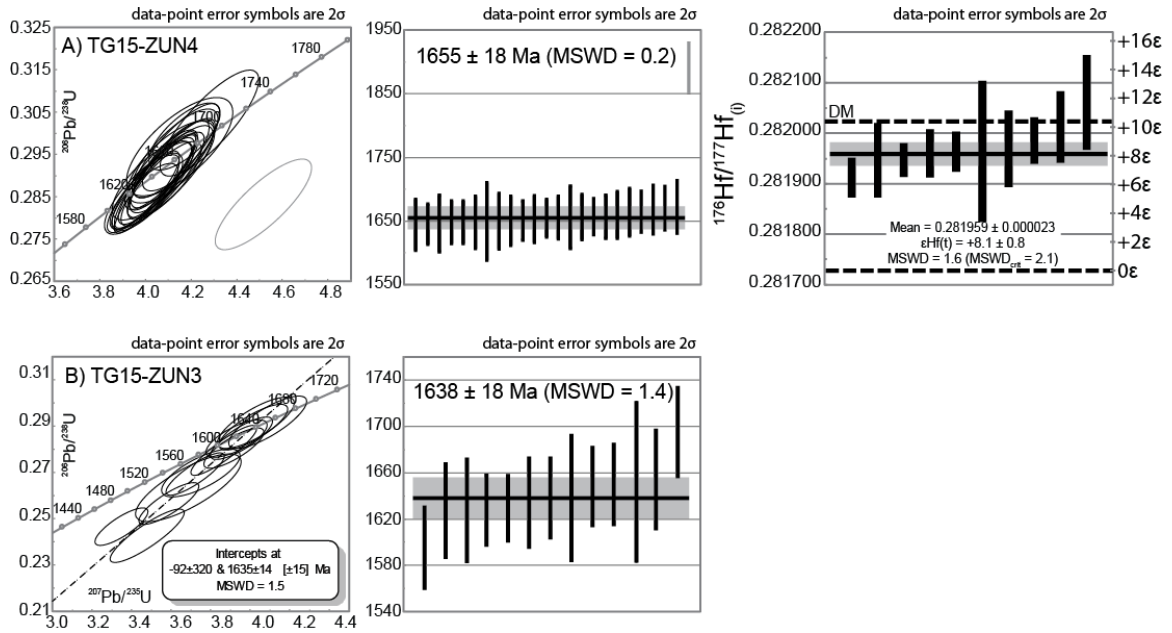 data-point error symbols are 2σ
A) TG15-ZUN4
0.325
0.315
0.305
0.295
0.285
0.275
0.265
²⁰⁶Pb/²³⁸U
1780
1740
1700
1620
1580
3.6 4.0 4.4 4.8
data-point error symbols are 2σ
1655 ± 18 Ma (MSWD = 0.2)
1950
1850
1750
1650
1550
data-point error symbols are 2σ
¹⁷⁶Hf/¹⁷⁷Hf(i)
0.282200
0.282100
0.282000
0.281900
0.281800
0.281700
DM
Mean = 0.281959 ± 0.000023
εHf(t) = +8.1 ± 0.8
MSWD = 1.6 (MSWDcrit = 2.1)
+16ε
+14ε
+12ε
+10ε
+8ε
+6ε
+4ε
+2ε
0ε
data-point error symbols are 2σ
B) TG15-ZUN3
0.31
0.29
0.27
0.25
0.23
0.21
²⁰⁶Pb/²³⁸U
1720
1680
1640
1600
1560
1520
1480
1440
Intercepts at
-92±320 & 1635±14 [±15] Ma
MSWD = 1.5
²⁰⁷Pb/²³⁵U
3.0 3.2 3.4 3.6 3.8 4.0 4.2 4.4
data-point error symbols are 2σ
1638 ± 18 Ma (MSWD = 1.4)
1740
1700
1660
1620
1580
1540